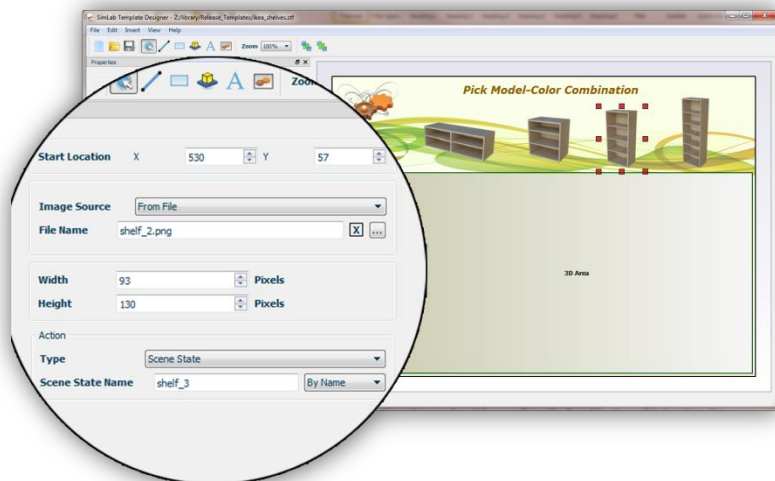 SimLab Template Designer - Z:/library/Release_Templates/ikea_shelves.stf
File Edit Insert View Help
Zoom 100%
Properties
Zoo
Start Location X 530 Y 57
Image Source From File
File Name shelf_2.png X ...
Width 93 Pixels
Height 130 Pixels
Action
Type Scene State
Scene State Name shelf_3 By Name
Pick Model-Color Combination
3D Area